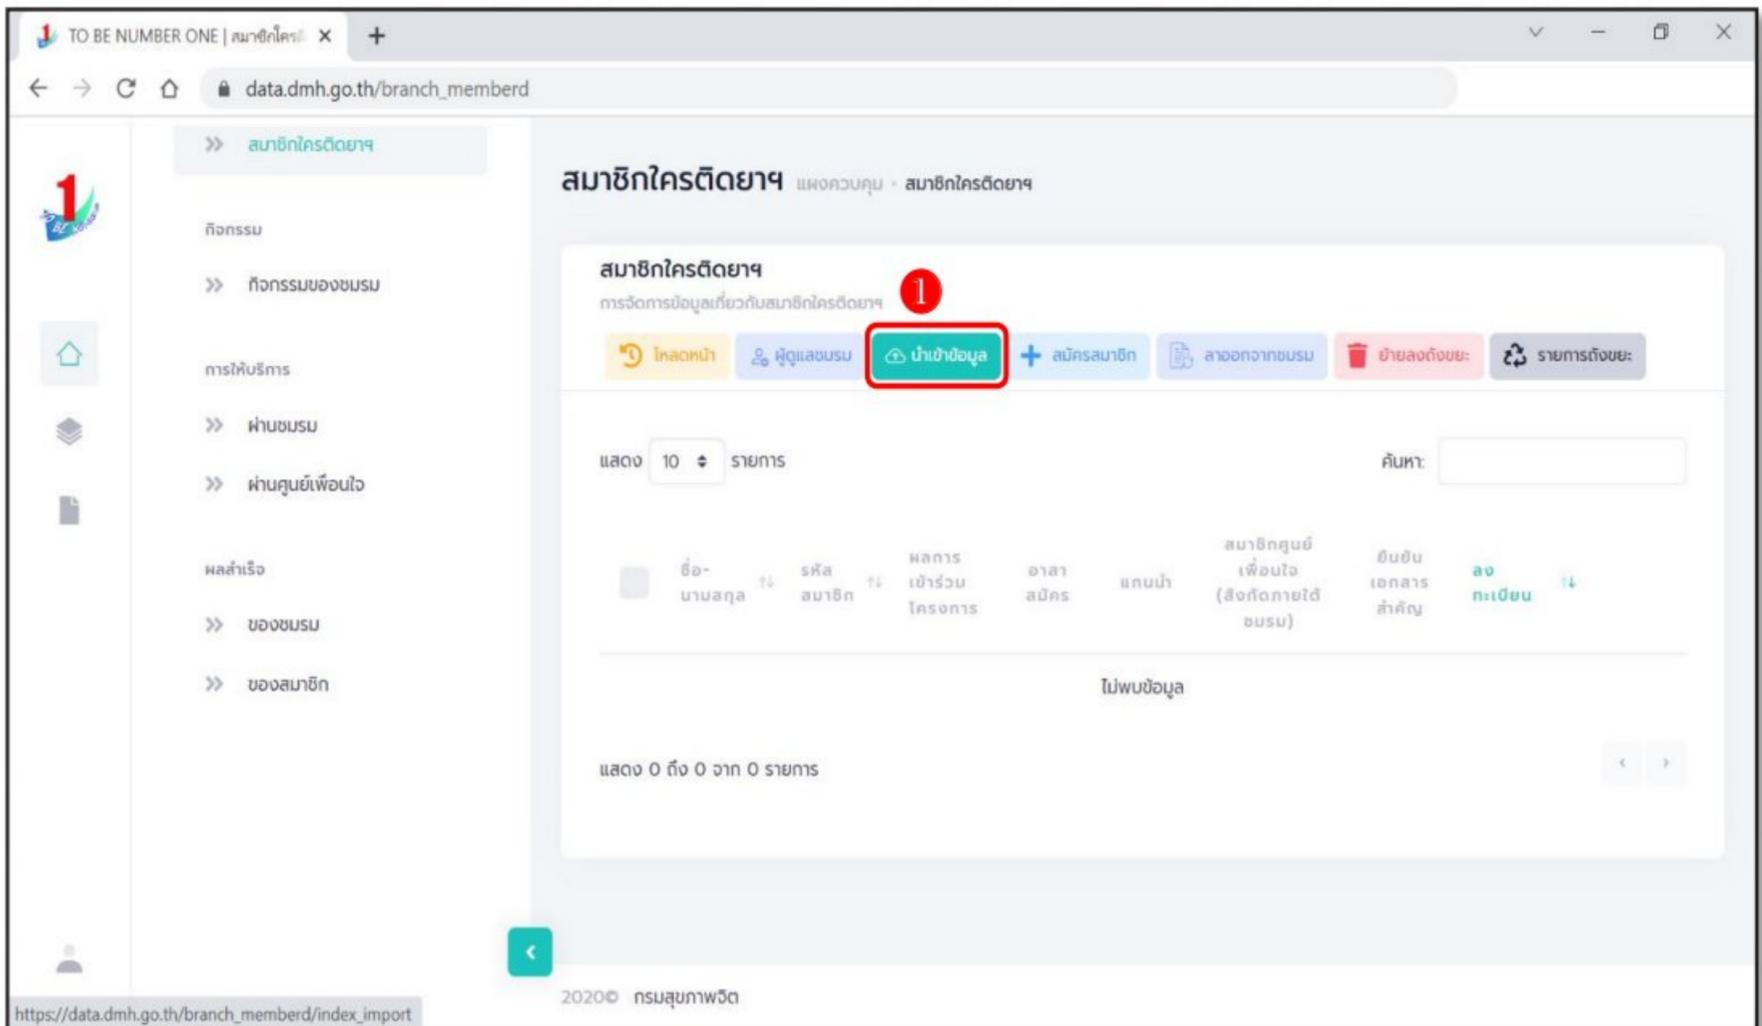 TO BE NUMBER ONE | สมาชิกใครติ
data.dmh.go.th/branch_memberd
สมาชิกใครติดยาฯ
กิจกรรม
กิจกรรมของชมรม
การให้บริการ
ผ่านชมรม
ผ่านศูนย์เพื่อนใจ
ผลสำเร็จ
ของชมรม
ของสมาชิก
สมาชิกใครติดยาฯ แผงควบคุม - สมาชิกใครติดยาฯ
สมาชิกใครติดยาฯ
การจัดการข้อมูลเกี่ยวกับสมาชิกใครติดยาฯ
1
โหลดหน้า ผู้ดูแลชมรม นำเข้าข้อมูล สมัครสมาชิก ลาออกจากชมรม ย้ายลงถังขยะ รายการถังขยะ
แสดง 10 รายการ ค้นหา:
ชื่อ-
นามสกุล
รหัส
สมาชิก
ผลการ
เข้าร่วม
โครงการ
อาสา
สมัคร
แกนนำ
สมาชิกศูนย์
เพื่อนใจ
(สังกัดภายใต้
ชมรม)
ยืนยัน
เอกสาร
สำคัญ
ลง
ทะเบียน
ไม่พบข้อมูล
แสดง 0 ถึง 0 จาก 0 รายการ
2020© กรมสุขภาพจิต
https://data.dmh.go.th/branch_memberd/index_import